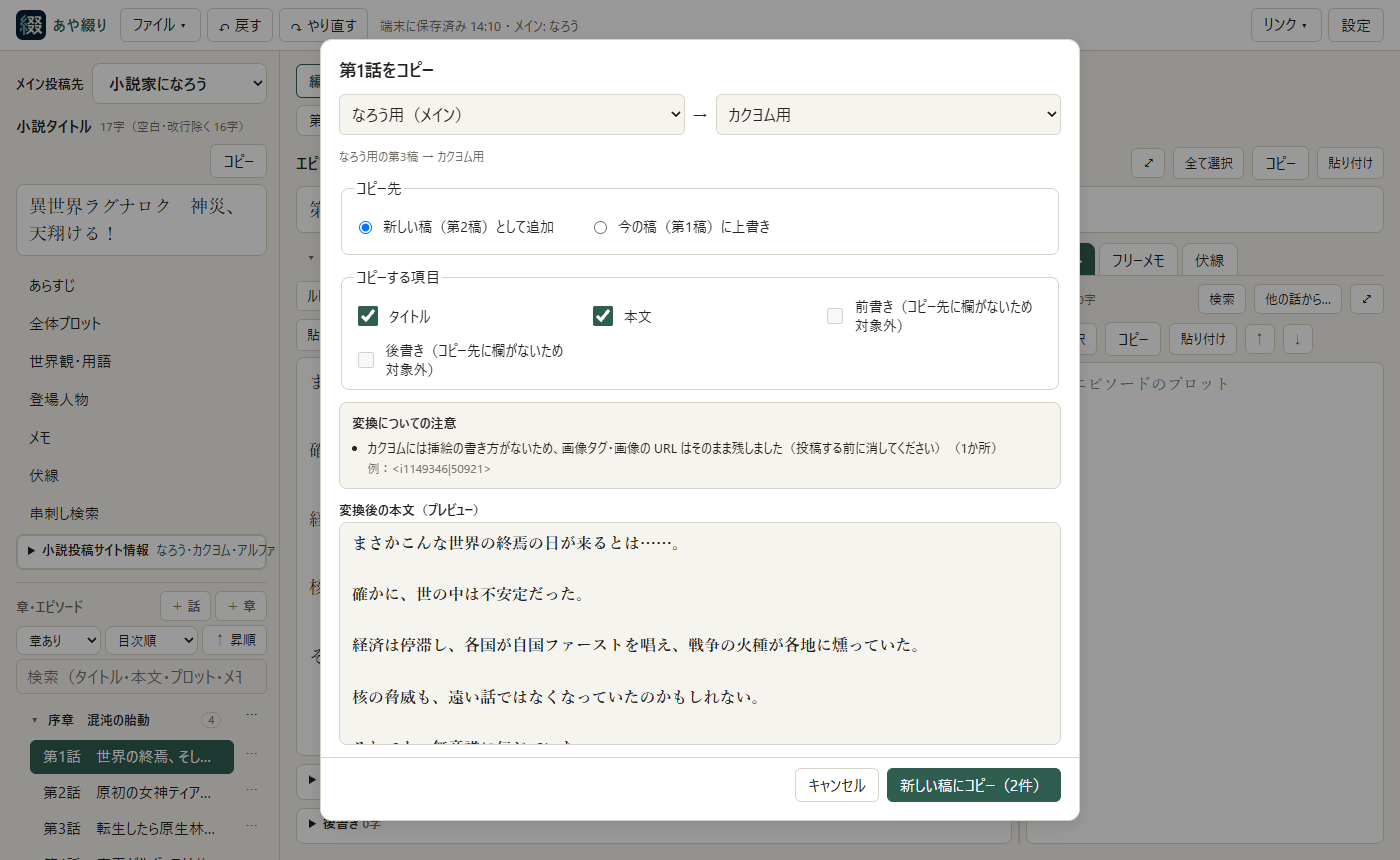 綴 あや綴り ファイル ▾ 戻す やり直す 端末に保存済み 14:10・メイン: なろう リンク ▾ 設定
メイン投稿先 小説家になろう
小説タイトル 17字（空白・改行除く 16字）
コピー
異世界ラグナロク　神災、
天翔ける！
あらすじ
全体プロット
世界観・用語
登場人物
メモ
伏線
串刺し検索
▶ 小説投稿サイト情報 なろう・カクヨム・アルファ
章・エピソード ＋ 話 ＋ 章
章あり 目次順 ↑ 昇順
検索（タイトル・本文・プロット・メモ
▾ 序章　混沌の胎動 4 …
第1話　世界の終焉、そし... …
第2話　原初の女神ティア... …
第3話　転生したら原生林... …
編
第
エピ
第
ル
貼
確
経
核
そ
▶ 後書き 0字
第1話をコピー
なろう用（メイン） → カクヨム用
なろう用の第3稿 → カクヨム用
コピー先
新しい稿（第2稿）として追加 今の稿（第1稿）に上書き
コピーする項目
タイトル 本文 前書き（コピー先に欄がないため
対象外）
後書き（コピー先に欄がないため
対象外）
変換についての注意
• カクヨムには挿絵の書き方がないため、画像タグ・画像の URL はそのまま残しました（投稿する前に消してください）（1か所）
例：<i1149346|50921>
変換後の本文（プレビュー）
まさかこんな世界の終焉の日が来るとは……。
確かに、世の中は不安定だった。
経済は停滞し、各国が自国ファーストを唱え、戦争の火種が各地に燻っていた。
核の脅威も、遠い話ではなくなっていたのかもしれない。
キャンセル 新しい稿にコピー（2件）
全て選択 コピー 貼り付け
フリーメモ 伏線
0字 検索 他の話から...
択 コピー 貼り付け ↑ ↓
エピソードのプロット